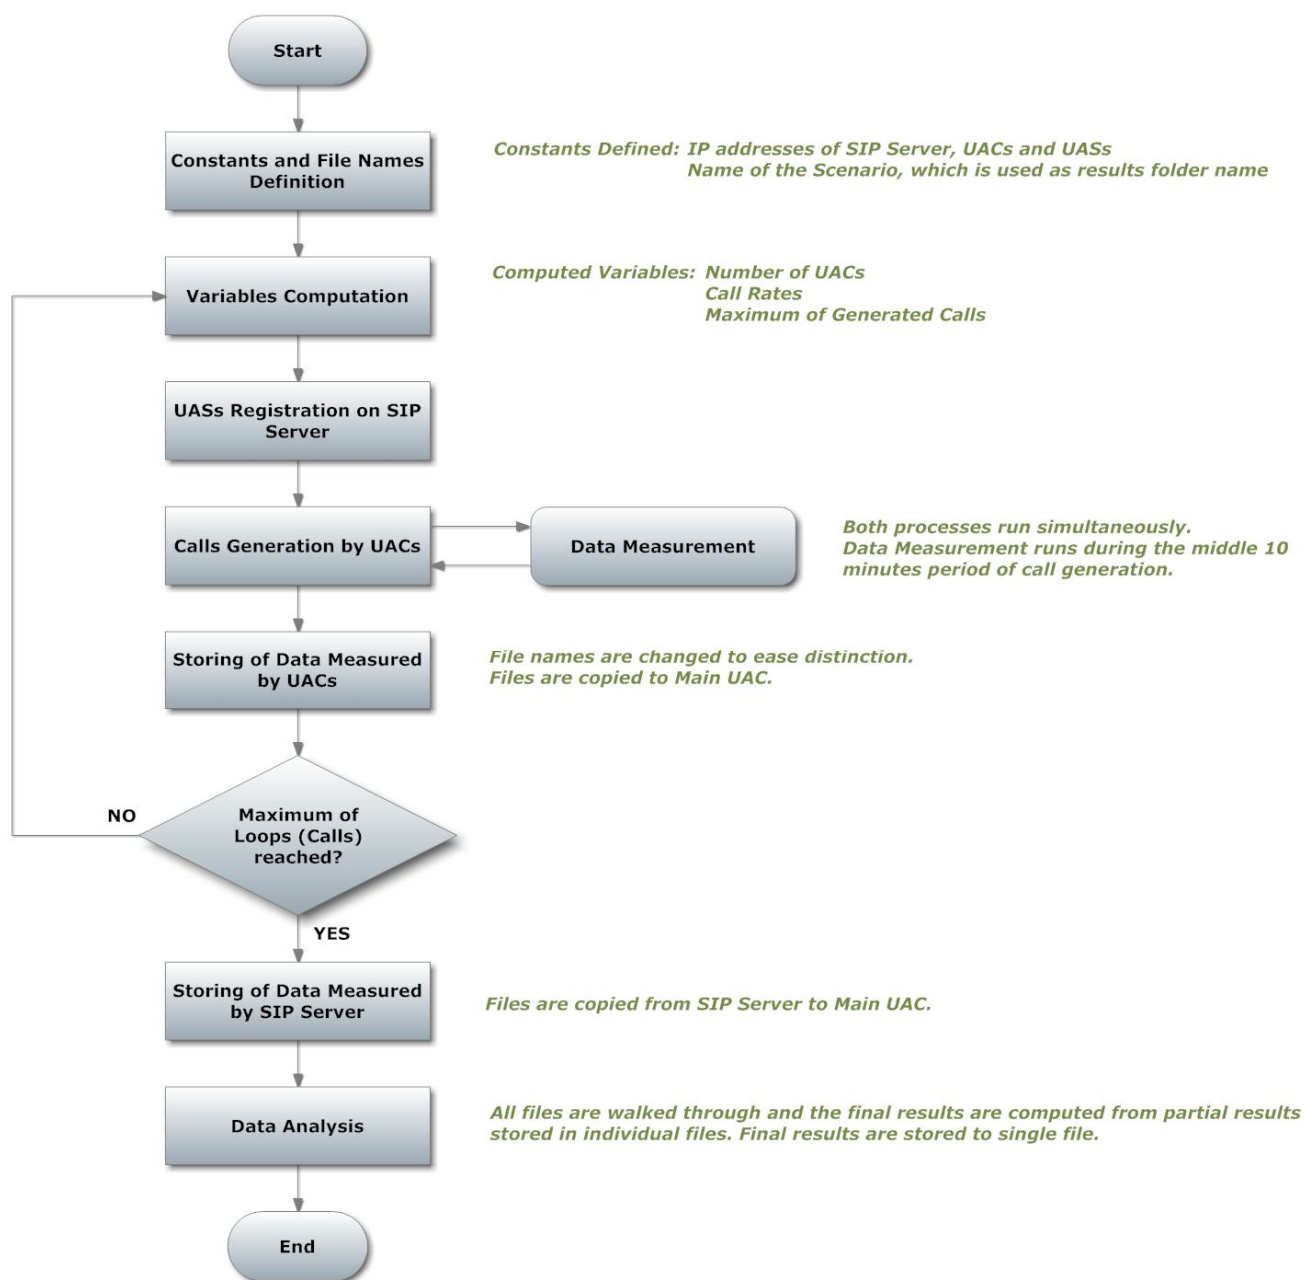 Start
Constants and File Names
Definition
Constants Defined: IP addresses of SIP Server, UACs and UASs
Name of the Scenario, which is used as results folder name
Variables Computation
Computed Variables: Number of UACs
Call Rates
Maximum of Generated Calls
UASs Registration on SIP
Server
Calls Generation by UACs
Data Measurement
Both processes run simultaneously.
Data Measurement runs during the middle 10
minutes period of call generation.
Storing of Data Measured
by UACs
File names are changed to ease distinction.
Files are copied to Main UAC.
NO
Maximum of
Loops (Calls)
reached?
YES
Storing of Data Measured
by SIP Server
Files are copied from SIP Server to Main UAC.
Data Analysis
All files are walked through and the final results are computed from partial results
stored in individual files. Final results are stored to single file.
End